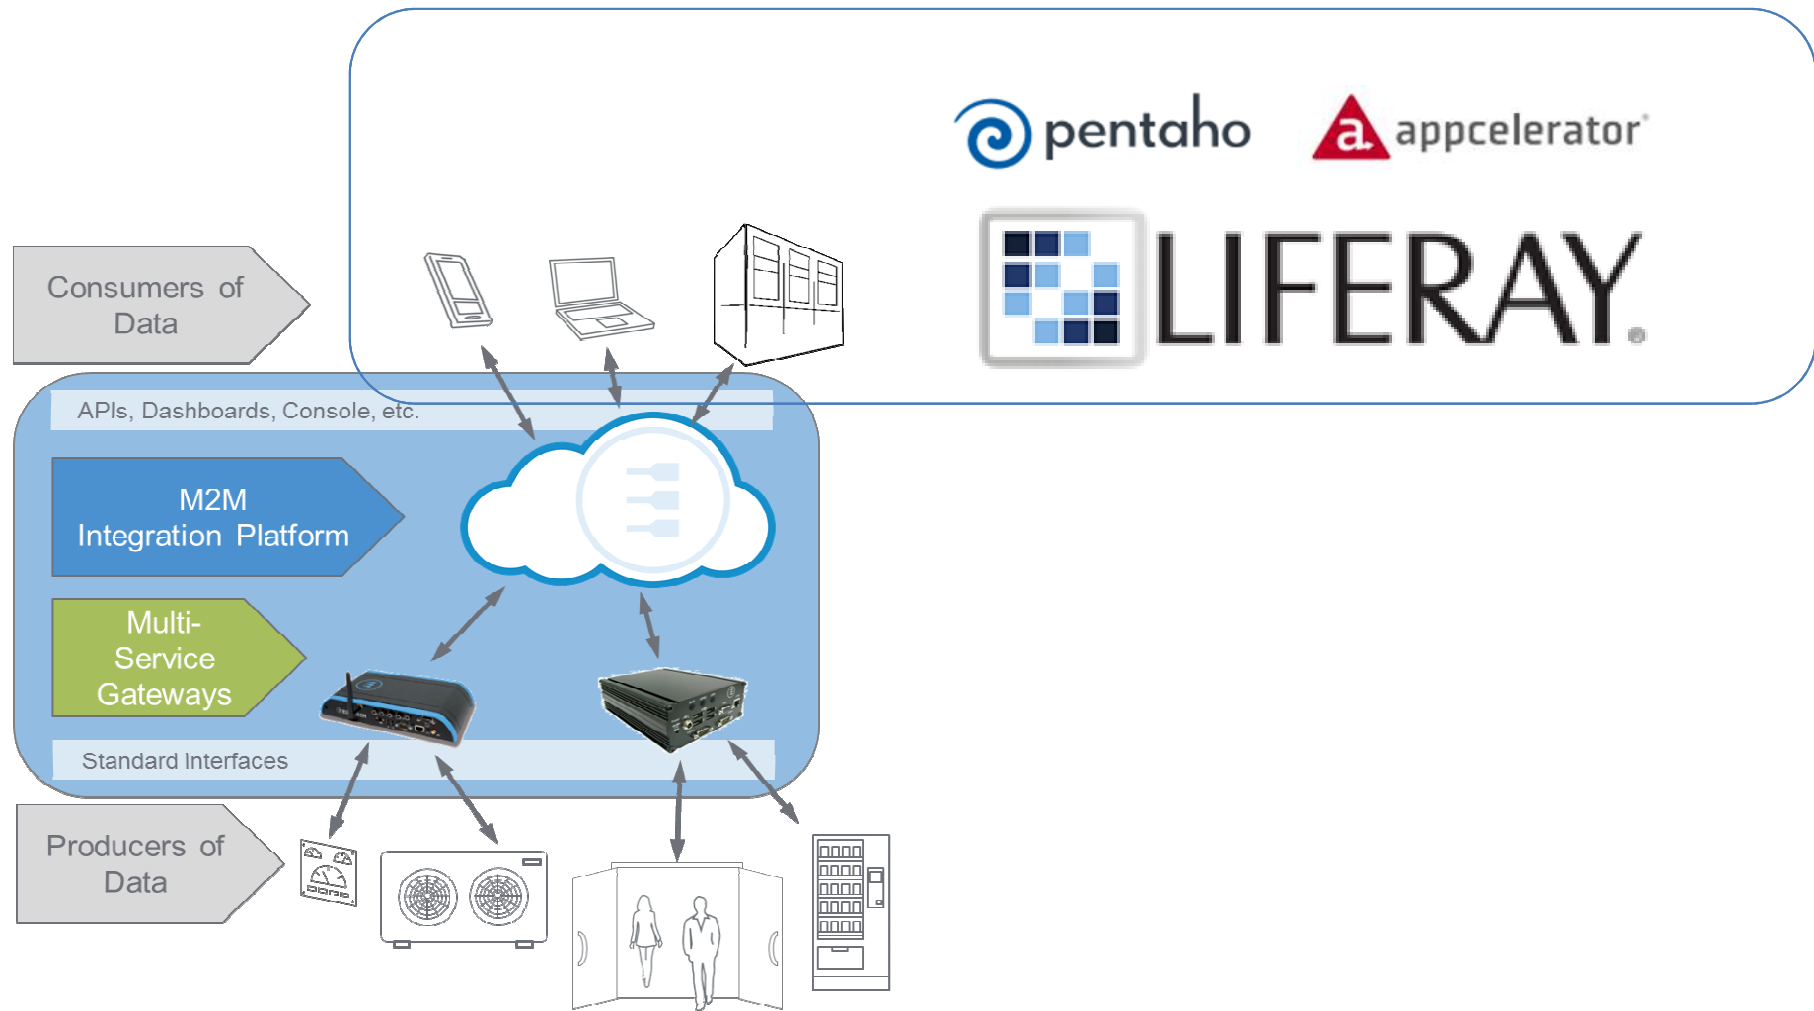 pentaho
a appcelerator
LIFERAY.
Consumers of
Data
APIs, Dashboards, Console, etc.
M2M
Integration Platform
Multi-
Service
Gateways
Standard Interfaces
Producers of
Data